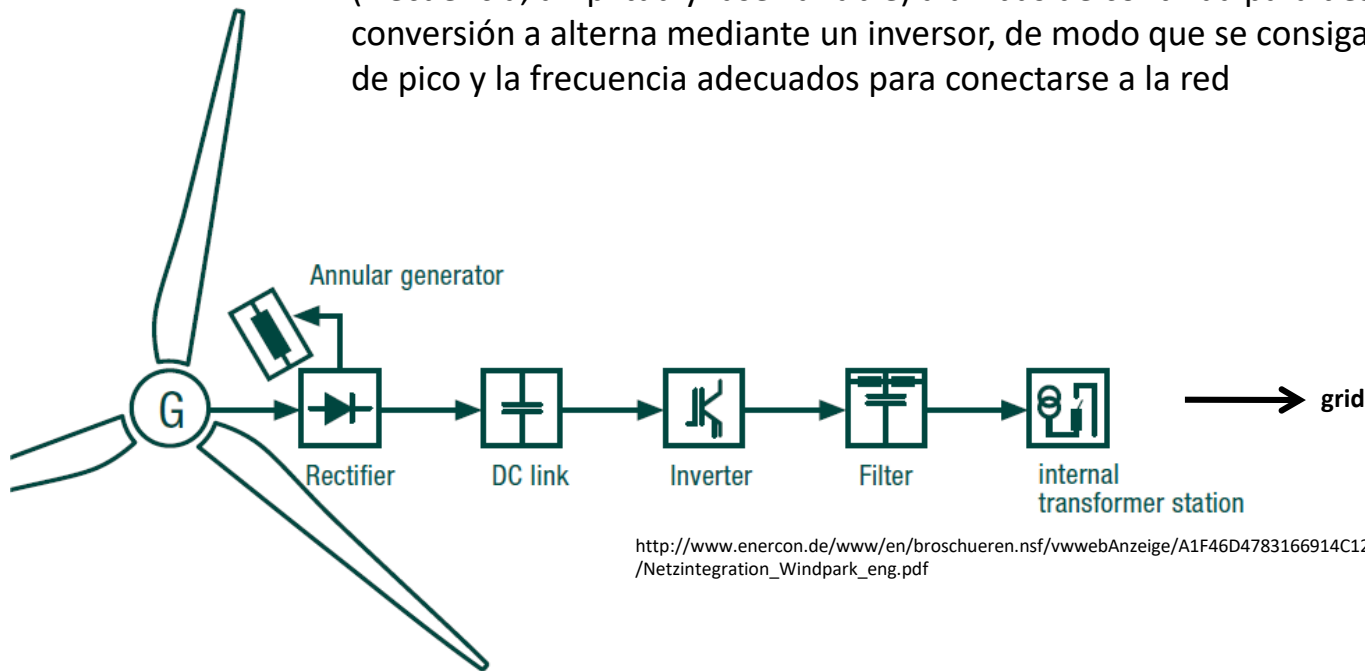 conversión a alterna mediante un inversor, de modo que se consiga
de pico y la frecuencia adecuados para conectarse a la red
Annular generator
G
Rectifier
DC link
Inverter
Filter
internal
transformer station
grid
http://www.enercon.de/www/en/broschueren.nsf/vwwebAnzeige/A1F46D4783166914C12
/Netzintegration_Windpark_eng.pdf